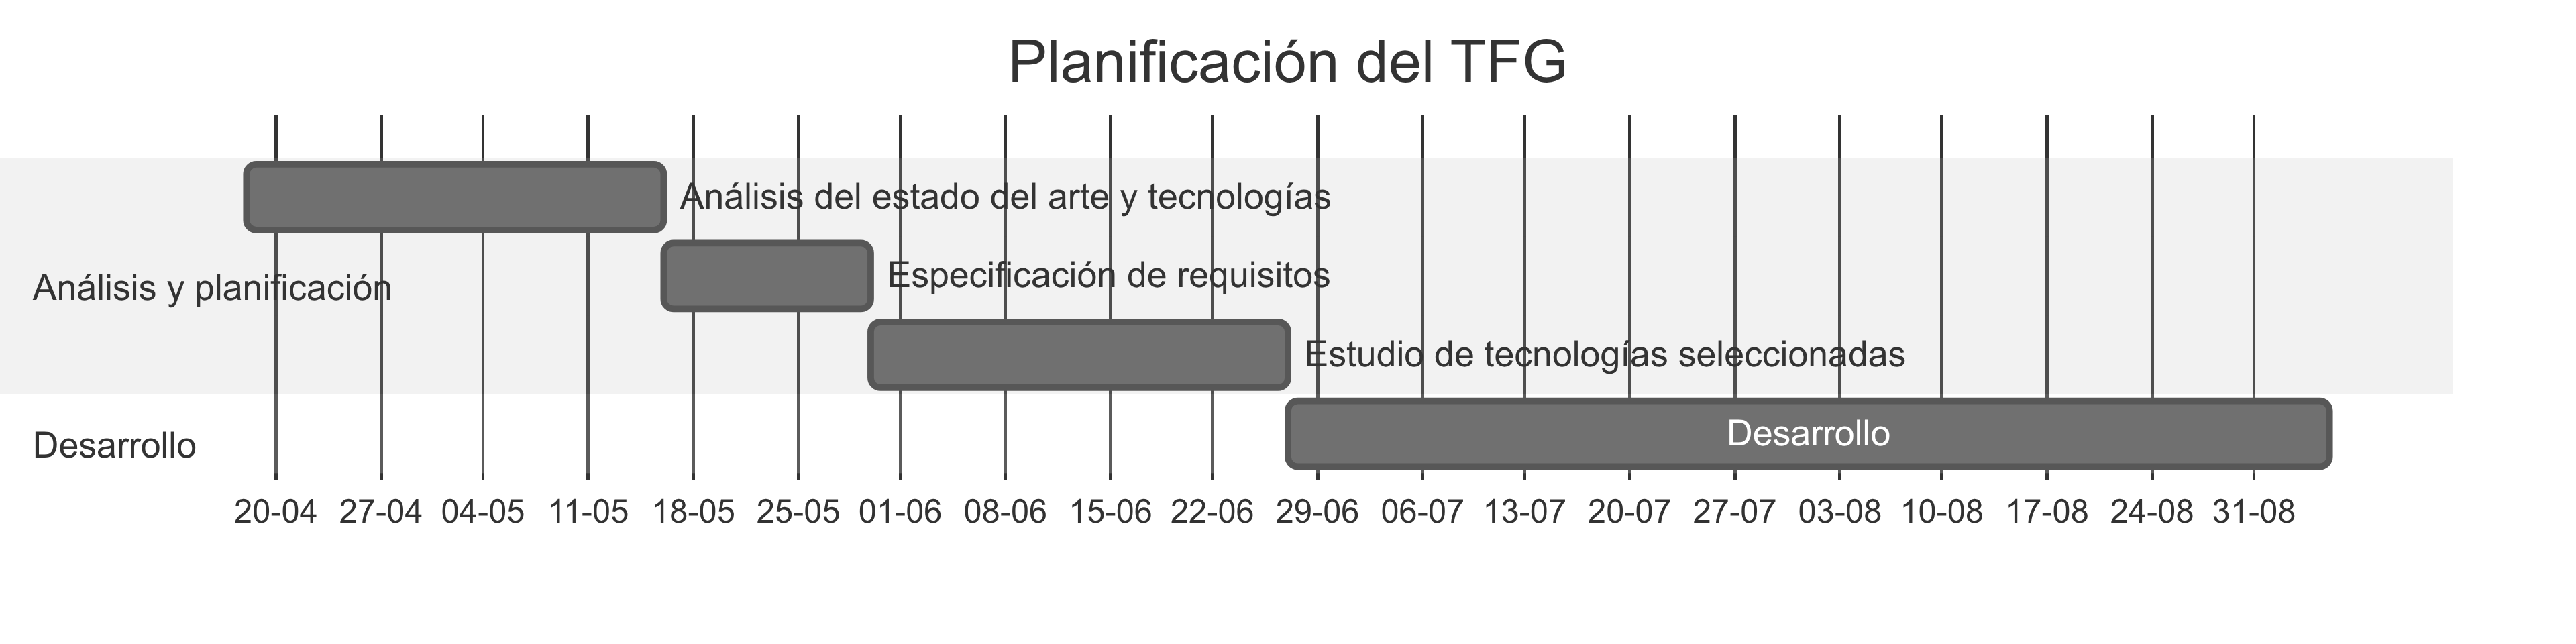 Planificación del TFG
Análisis del estado del arte y tecnologías
Especificación de requisitos
Análisis y planificación
Estudio de tecnologías seleccionadas
Desarrollo
Desarrollo
20-04 27-04 04-05 11-05 18-05 25-05 01-06 08-06 15-06 22-06 29-06 06-07 13-07 20-07 27-07 03-08 10-08 17-08 24-08 31-08